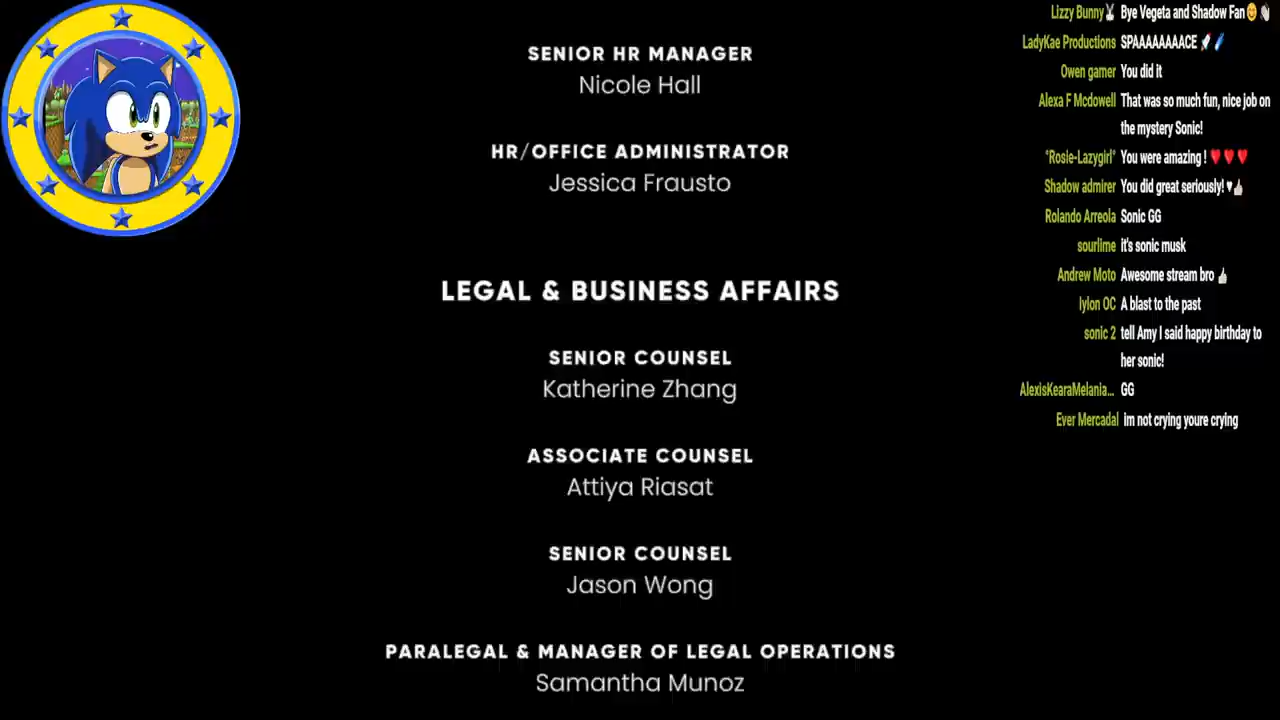 SENIOR HR MANAGER
Nicole Hall
HR/OFFICE ADMINISTRATOR
Jessica Frausto
LEGAL & BUSINESS AFFAIRS
SENIOR COUNSEL
Katherine Zhang
ASSOCIATE COUNSEL
Attiya Riasat
SENIOR COUNSEL
Jason Wong
PARALEGAL & MANAGER OF LEGAL OPERATIONS
Samantha Munoz
Lizzy Bunny🐰 Bye Vegeta and Shadow Fan😊👋
LadyKae Productions SPAAAAAAAACE 🚀☄️
Owen gamer You did it
Alexa F Mcdowell That was so much fun, nice job on
the mystery Sonic!
°Rosie-Lazygirl° You were amazing ! ❤️❤️❤️
Shadow admirer You did great seriously! ♥👍🏻
Rolando Arreola Sonic GG
sourlime it's sonic musk
Andrew Moto Awesome stream bro 👍🏻
lylon OC A blast to the past
sonic 2 tell Amy I said happy birthday to
her sonic!
AlexisKearaMelania... GG
Ever Mercadal im not crying youre crying